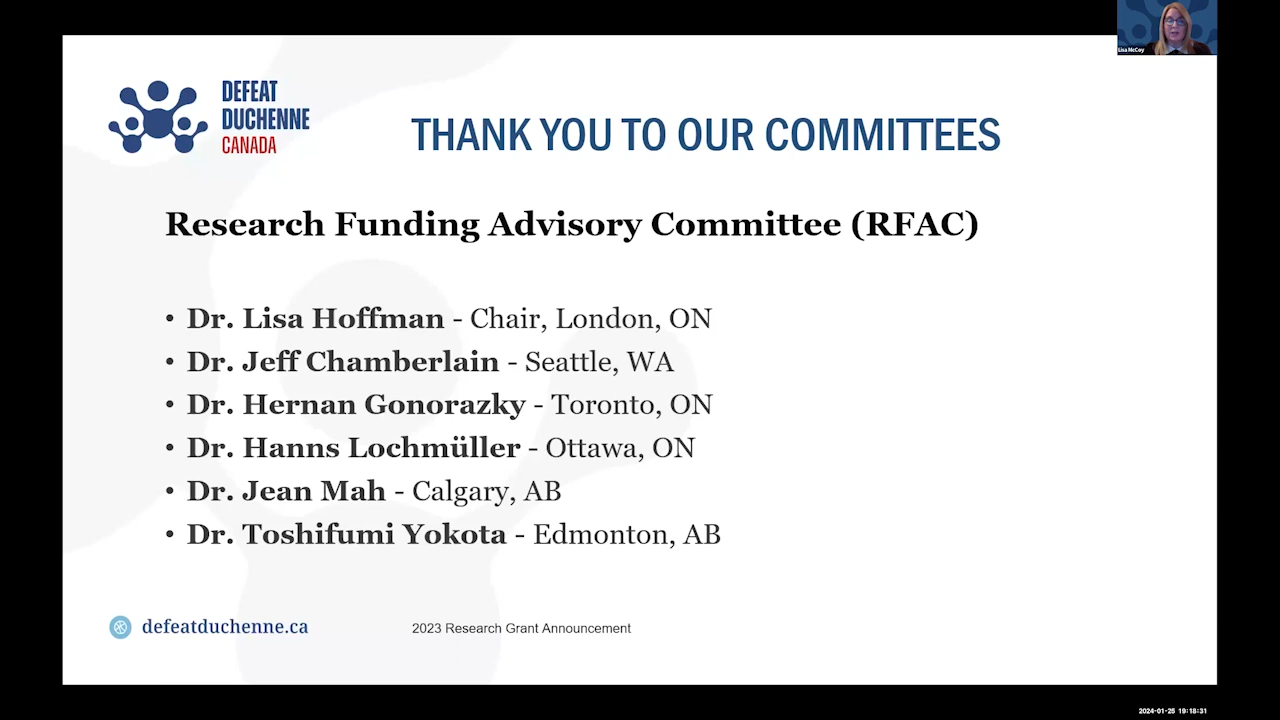 Lisa McCoy
DEFEAT
DUCHENNE
CANADA
THANK YOU TO OUR COMMITTEES
Research Funding Advisory Committee (RFAC)
• Dr. Lisa Hoffman - Chair, London, ON
• Dr. Jeff Chamberlain - Seattle, WA
• Dr. Hernan Gonorazky - Toronto, ON
• Dr. Hanns Lochmüller - Ottawa, ON
• Dr. Jean Mah - Calgary, AB
• Dr. Toshifumi Yokota - Edmonton, AB
defeatduchenne.ca
2023 Research Grant Announcement
2024-01-25 19:18:31